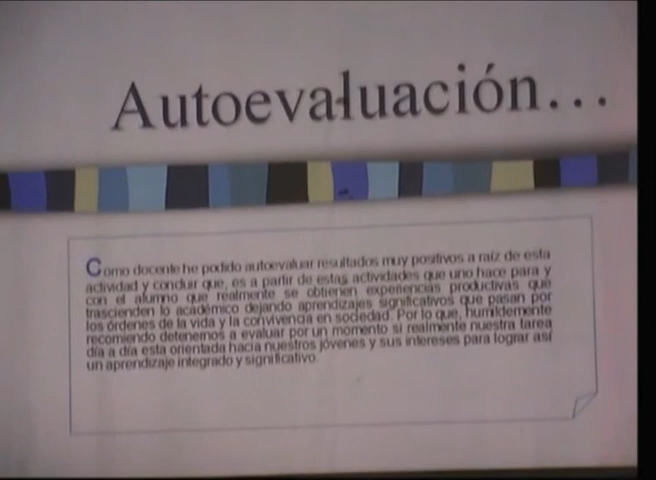 Autoevaluación...
Como docente he podido autoevaluar resultados muy positivos a raíz de esta
actividad y concluir que, es a partir de estas actividades que uno hace para y
con el alumno que realmente se obtienen experiencias productivas que
trascienden lo académico dejando aprendizajes significativos que pasan por
los órdenes de la vida y la convivencia en sociedad. Por lo que, humildemente
recomiendo detenernos a evaluar por un momento si realmente nuestra tarea
día a día esta orientada hacia nuestros jóvenes y sus intereses para lograr así
un aprendizaje integrado y significativo.